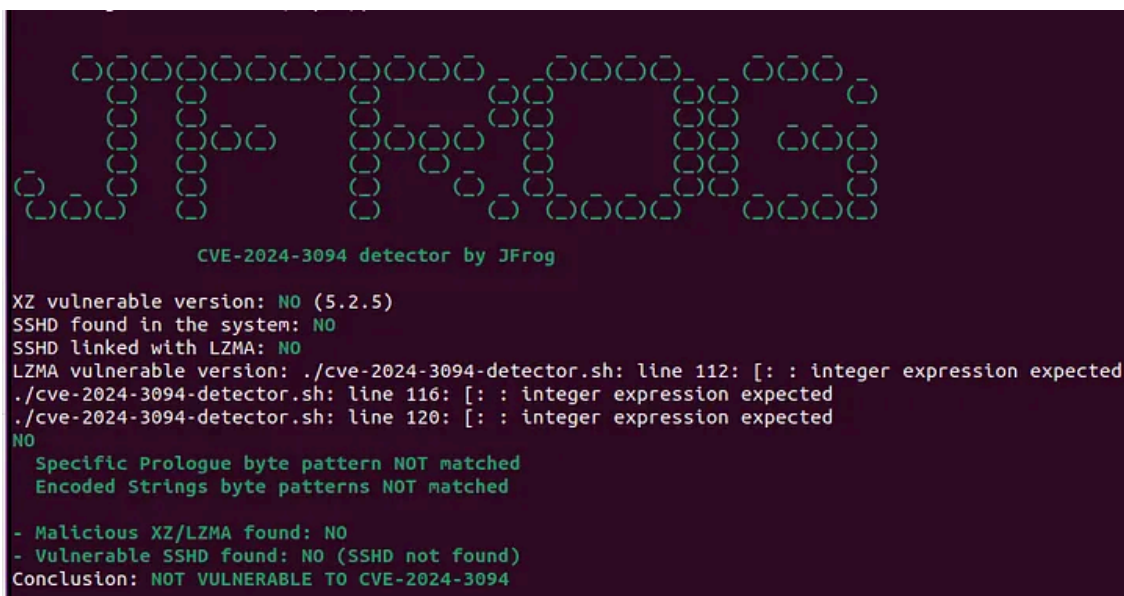 JFROG
CVE-2024-3094 detector by JFrog
XZ vulnerable version: NO (5.2.5)
SSHD found in the system: NO
SSHD linked with LZMA: NO
LZMA vulnerable version: ./cve-2024-3094-detector.sh: line 112: [: : integer expression expected
./cve-2024-3094-detector.sh: line 116: [: : integer expression expected
./cve-2024-3094-detector.sh: line 120: [: : integer expression expected
NO
Specific Prologue byte pattern NOT matched
Encoded Strings byte patterns NOT matched
- Malicious XZ/LZMA found: NO
- Vulnerable SSHD found: NO (SSHD not found)
Conclusion: NOT VULNERABLE TO CVE-2024-3094